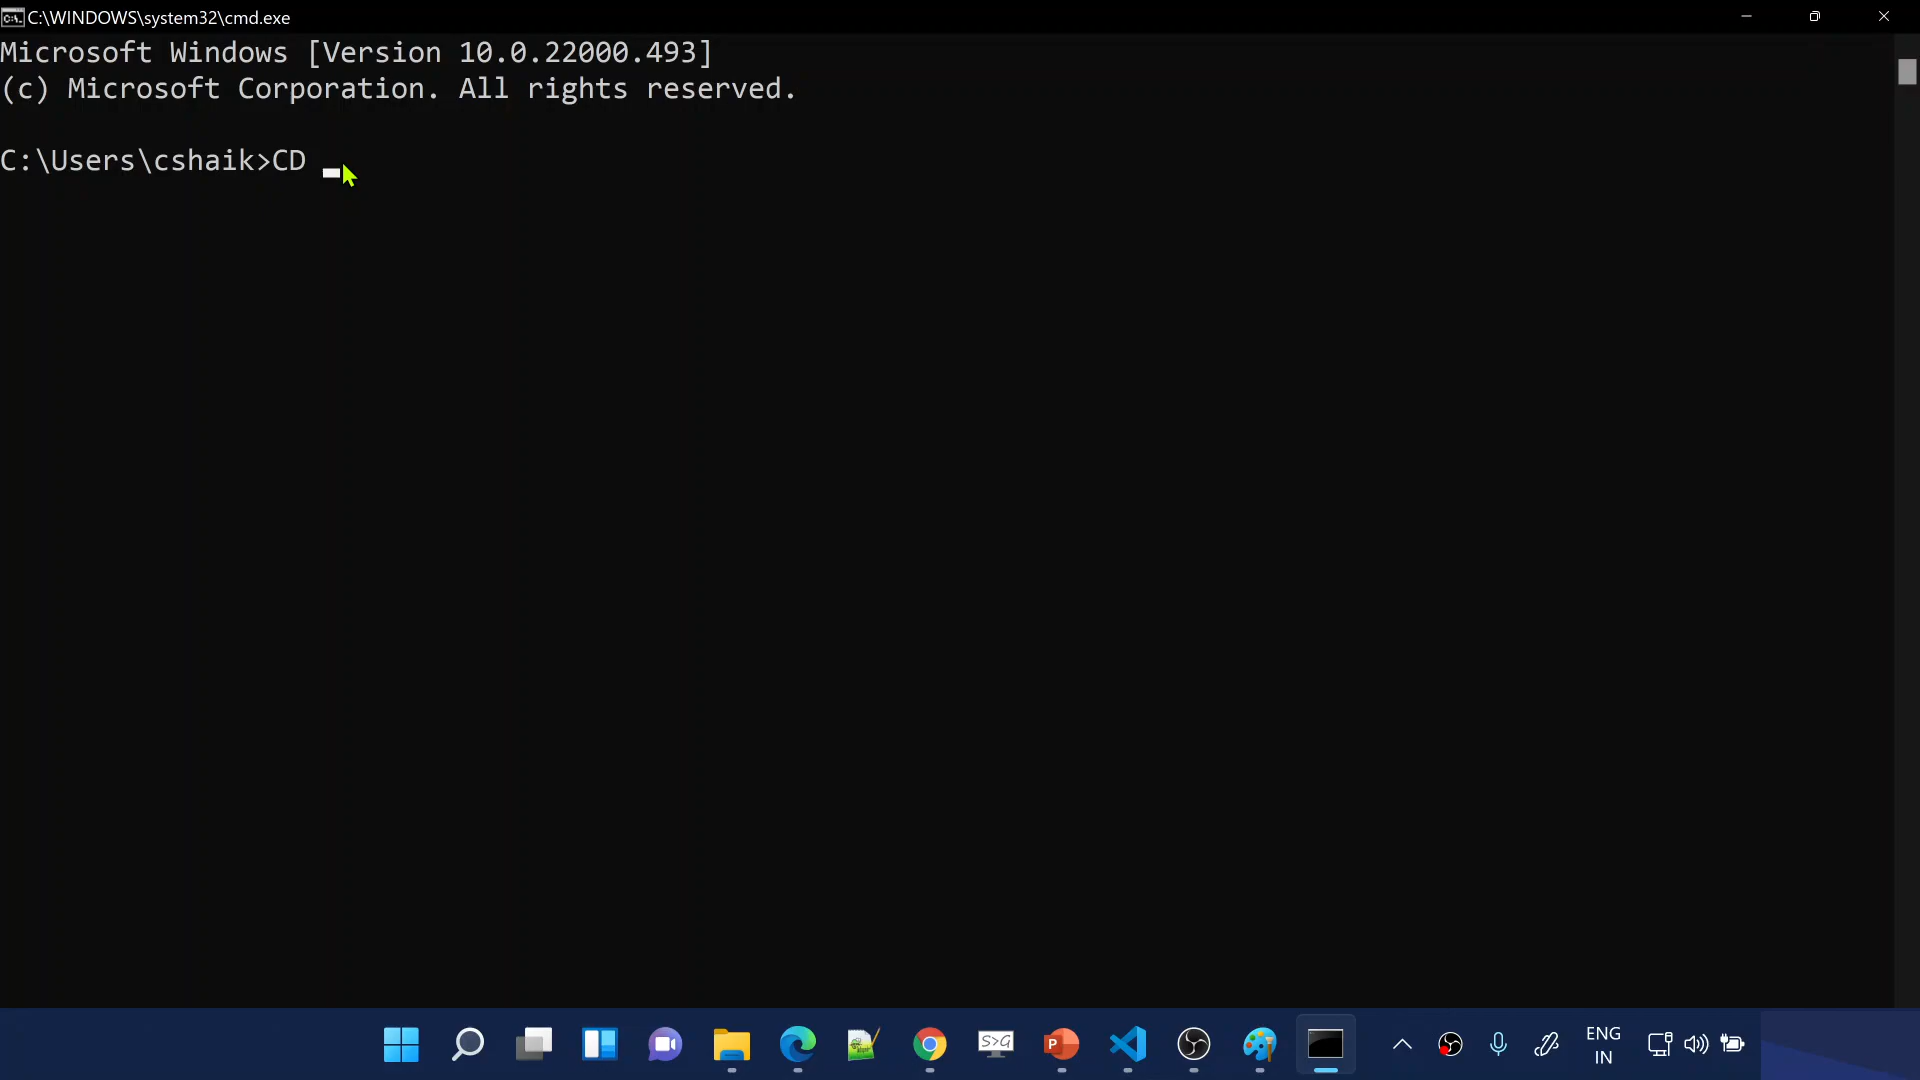 C:\WINDOWS\system32\cmd.exe
Microsoft Windows [Version 10.0.22000.493]
(c) Microsoft Corporation. All rights reserved.
C:\Users\cshaik>CD
S>G
P
ENG
IN